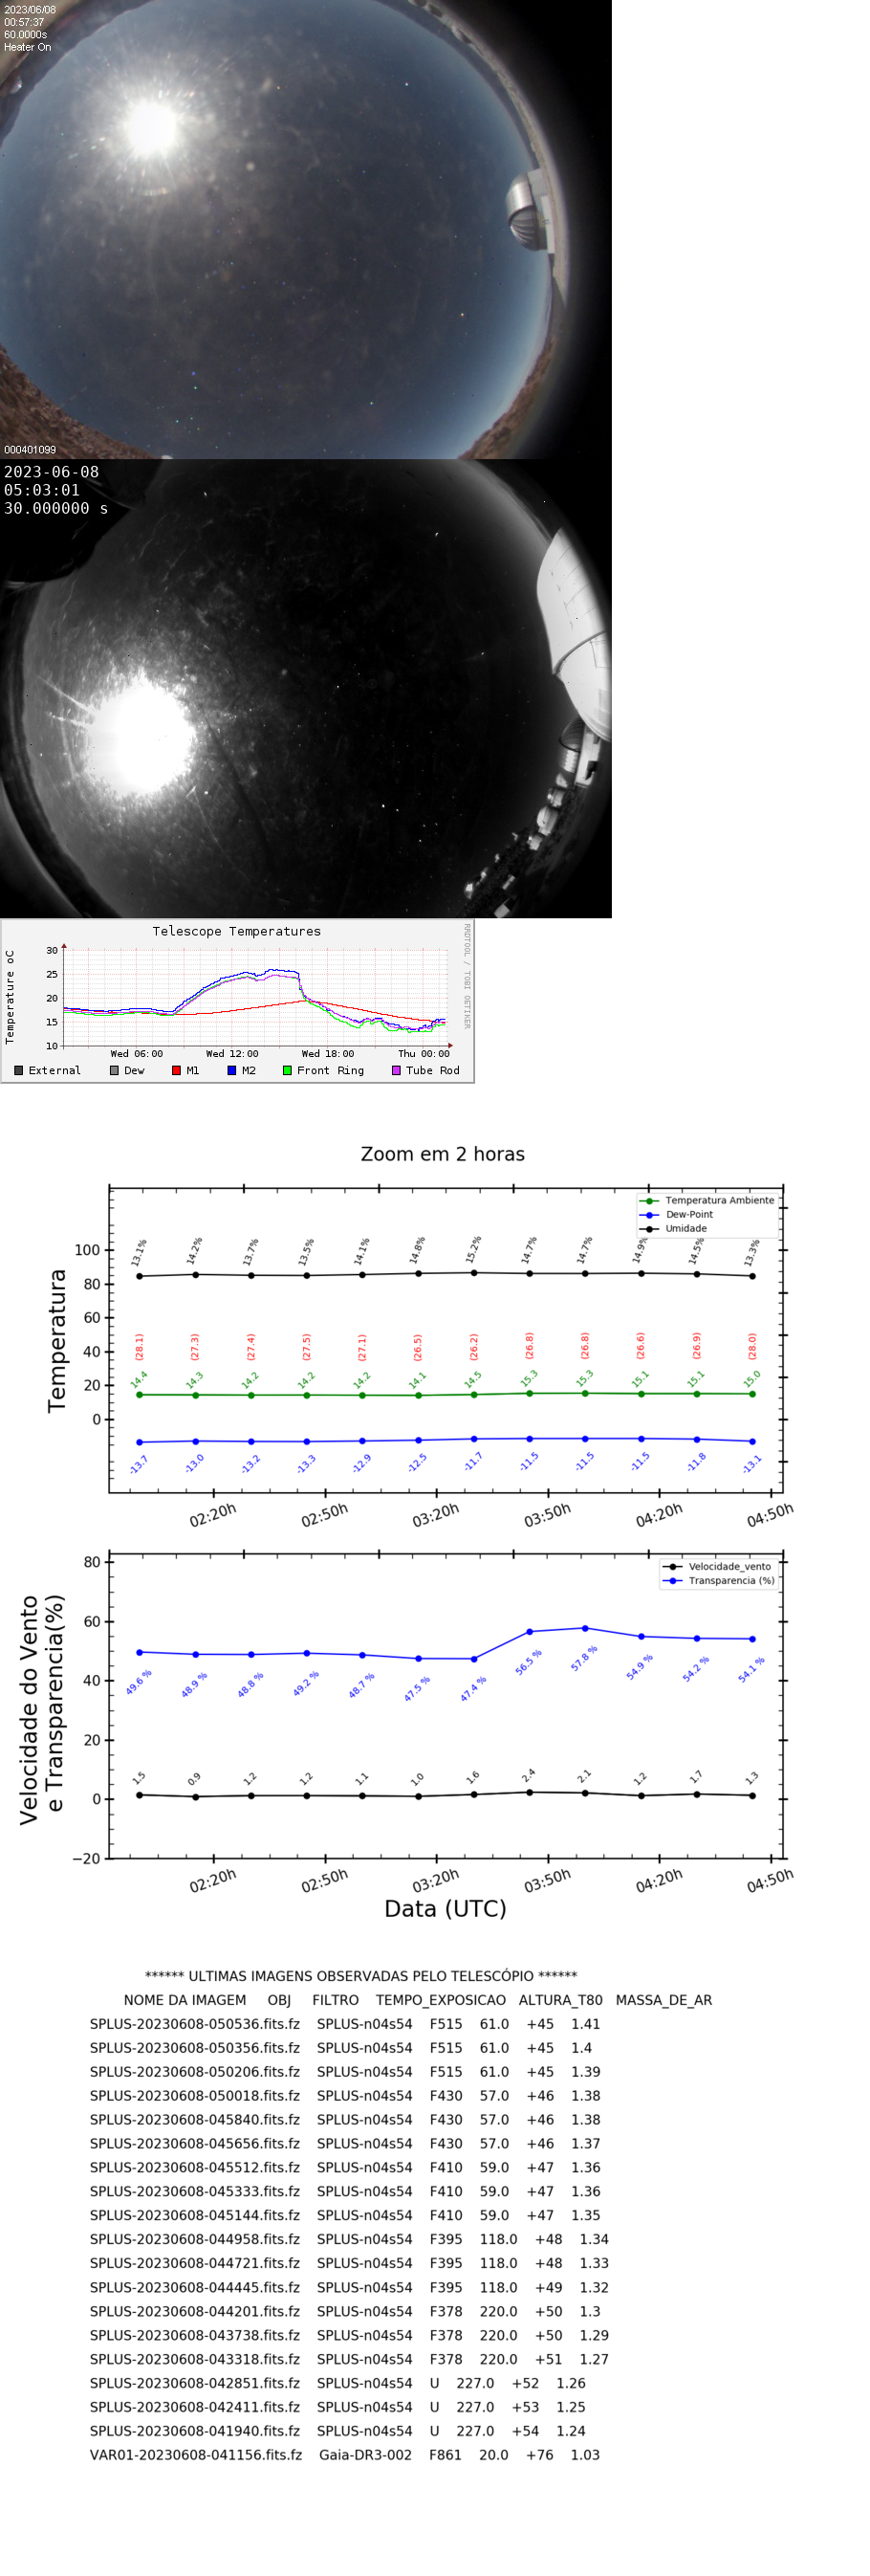 2023/06/08
00:57:37
60.0000s
Heater On
000401099
2023-06-08
05:03:01
30.000000 s
Telescope Temperatures
RRDTOOL / TOBI OETIKER
Temperature oC
30
25
20
15
10
Wed 06:00 Wed 12:00 Wed 18:00 Thu 00:00
External Dew M1 M2 Front Ring Tube Rod
Zoom em 2 horas
Temperatura Ambiente
Dew-Point
Umidade
Temperatura
100
80
60
40
20
0
13.1% 14.2% 13.7% 13.5% 14.1% 14.8% 15.2% 14.7% 14.7% 14.9% 14.5% 13.3%
(28.1) (27.3) (27.4) (27.5) (27.1) (26.5) (26.2) (26.8) (26.8) (26.6) (26.9) (28.0)
14.4 14.3 14.2 14.2 14.2 14.1 14.5 15.3 15.3 15.1 15.1 15.0
-13.7 -13.0 -13.2 -13.3 -12.9 -12.5 -11.7 -11.5 -11.5 -11.5 -11.8 -13.1
02:20h 02:50h 03:20h 03:50h 04:20h 04:50h
Velocidade_vento
Transparencia (%)
Velocidade do Vento
e Transparencia(%)
80
60
40
20
0
−20
49.6 % 48.9 % 48.8 % 49.2 % 48.7 % 47.5 % 47.4 % 56.5 % 57.8 % 54.9 % 54.2 % 54.1 %
1.5 0.9 1.2 1.2 1.1 1.0 1.6 2.4 2.1 1.2 1.7 1.3
02:20h 02:50h 03:20h 03:50h 04:20h 04:50h
Data (UTC)
****** ULTIMAS IMAGENS OBSERVADAS PELO TELESCÓPIO ******
NOME DA IMAGEM OBJ FILTRO TEMPO_EXPOSICAO ALTURA_T80 MASSA_DE_AR
SPLUS-20230608-050536.fits.fz SPLUS-n04s54 F515 61.0 +45 1.41
SPLUS-20230608-050356.fits.fz SPLUS-n04s54 F515 61.0 +45 1.4
SPLUS-20230608-050206.fits.fz SPLUS-n04s54 F515 61.0 +45 1.39
SPLUS-20230608-050018.fits.fz SPLUS-n04s54 F430 57.0 +46 1.38
SPLUS-20230608-045840.fits.fz SPLUS-n04s54 F430 57.0 +46 1.38
SPLUS-20230608-045656.fits.fz SPLUS-n04s54 F430 57.0 +46 1.37
SPLUS-20230608-045512.fits.fz SPLUS-n04s54 F410 59.0 +47 1.36
SPLUS-20230608-045333.fits.fz SPLUS-n04s54 F410 59.0 +47 1.36
SPLUS-20230608-045144.fits.fz SPLUS-n04s54 F410 59.0 +47 1.35
SPLUS-20230608-044958.fits.fz SPLUS-n04s54 F395 118.0 +48 1.34
SPLUS-20230608-044721.fits.fz SPLUS-n04s54 F395 118.0 +48 1.33
SPLUS-20230608-044445.fits.fz SPLUS-n04s54 F395 118.0 +49 1.32
SPLUS-20230608-044201.fits.fz SPLUS-n04s54 F378 220.0 +50 1.3
SPLUS-20230608-043738.fits.fz SPLUS-n04s54 F378 220.0 +50 1.29
SPLUS-20230608-043318.fits.fz SPLUS-n04s54 F378 220.0 +51 1.27
SPLUS-20230608-042851.fits.fz SPLUS-n04s54 U 227.0 +52 1.26
SPLUS-20230608-042411.fits.fz SPLUS-n04s54 U 227.0 +53 1.25
SPLUS-20230608-041940.fits.fz SPLUS-n04s54 U 227.0 +54 1.24
VAR01-20230608-041156.fits.fz Gaia-DR3-002 F861 20.0 +76 1.03